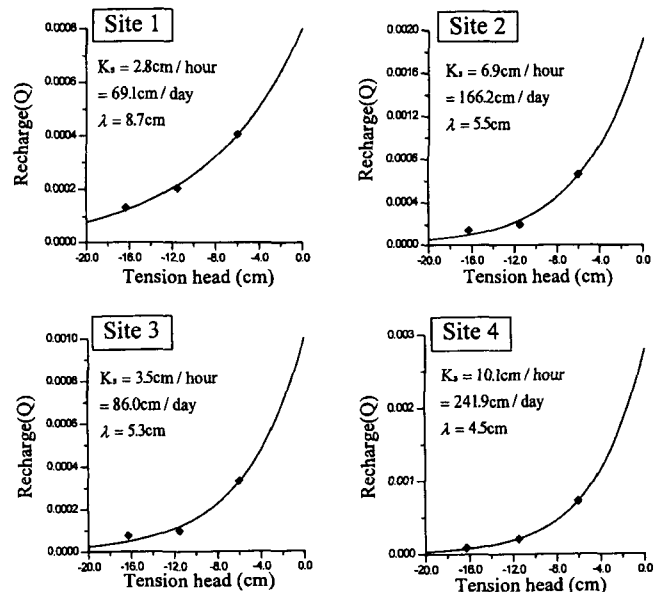 Site 1
Ks = 2.8cm / hour
= 69.1cm / day
λ = 8.7cm
Recharge(Q)
0.0008
0.0006
0.0004
0.0002
0.0000
-20.0 -16.0 -12.0 -8.0 -4.0 0.0
Tension head (cm)
Site 2
Ks = 6.9cm / hour
= 166.2cm / day
λ = 5.5cm
Recharge(Q)
0.0020
0.0016
0.0012
0.0008
0.0004
0.0000
-20.0 -16.0 -12.0 -8.0 -4.0 0.0
Tension head (cm)
Site 3
Ks = 3.5cm / hour
= 86.0cm / day
λ = 5.3cm
Recharge(Q)
0.0010
0.0008
0.0006
0.0004
0.0002
0.0000
-20.0 -16.0 -12.0 -8.0 -4.0 0.0
Tension head (cm)
Site 4
Ks = 10.1cm / hour
= 241.9cm / day
λ = 4.5cm
Recharge(Q)
0.003
0.002
0.001
0.000
-20.0 -16.0 -12.0 -8.0 -4.0 0.0
Tension head (cm)